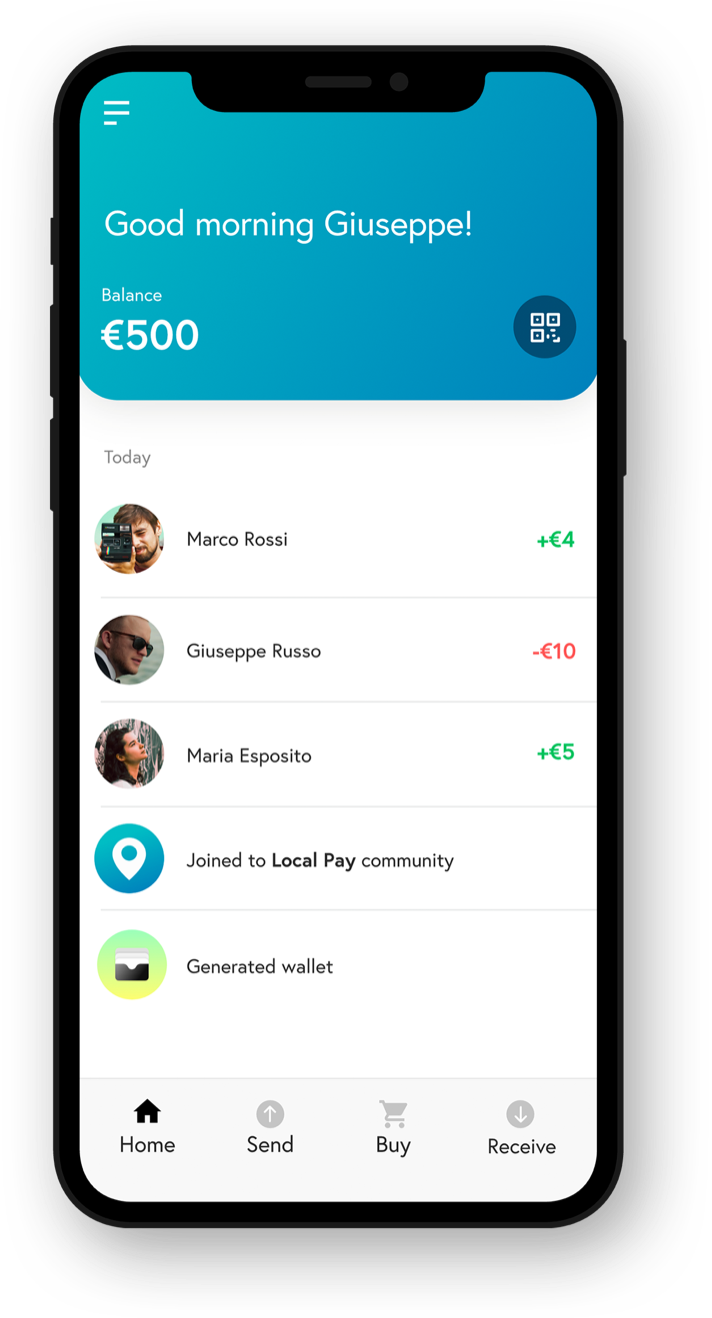 Good morning Giuseppe!
Balance
€500
Today
Marco Rossi
+€4
Giuseppe Russo
-€10
Maria Esposito
+€5
Joined to Local Pay community
Generated wallet
Home Send Buy Receive